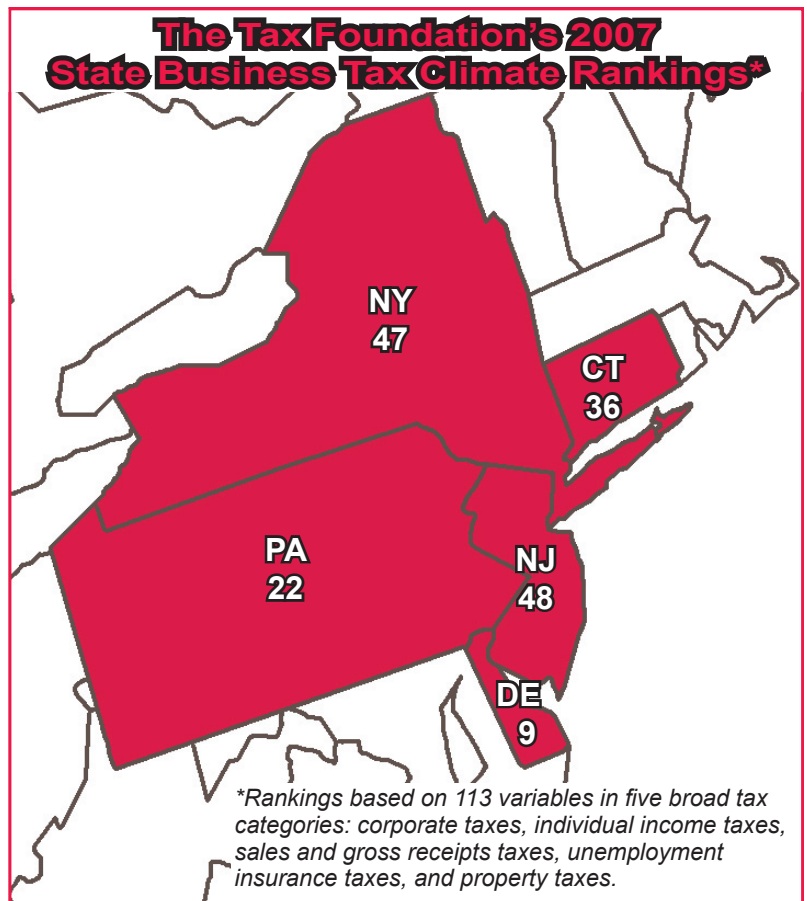 The Tax Foundation's 2007
State Business Tax Climate Rankings*
NY
47
CT
36
PA
22
NJ
48
DE
9
*Rankings based on 113 variables in five broad tax
categories: corporate taxes, individual income taxes,
sales and gross receipts taxes, unemployment
insurance taxes, and property taxes.